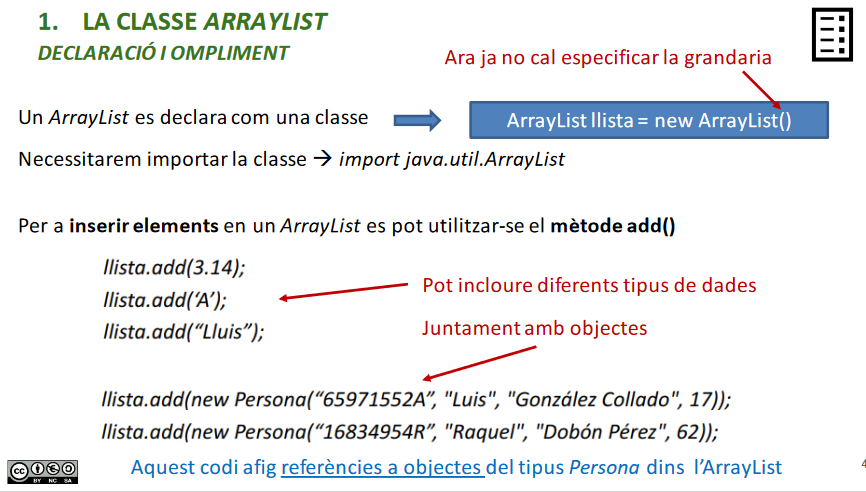 1. LA CLASSE ARRAYLIST
DECLARACIÓ I OMPLIMENT
Ara ja no cal especificar la grandaria
Un ArrayList es declara com una classe
ArrayList llista = new ArrayList()
Necessitarem importar la classe → import java.util.ArrayList
Per a inserir elements en un ArrayList es pot utilitzar-se el mètode add()
llista.add(3.14);
llista.add(‘A’);
llista.add(“Lluis”);
Pot incloure diferents tipus de dades
Juntament amb objectes
llista.add(new Persona(“65971552A”, "Luis", "González Collado", 17));
llista.add(new Persona(“16834954R”, "Raquel", "Dobón Pérez", 62));
Aquest codi afig referències a objectes del tipus Persona dins l’ArrayList
4
cc
BY NC SA